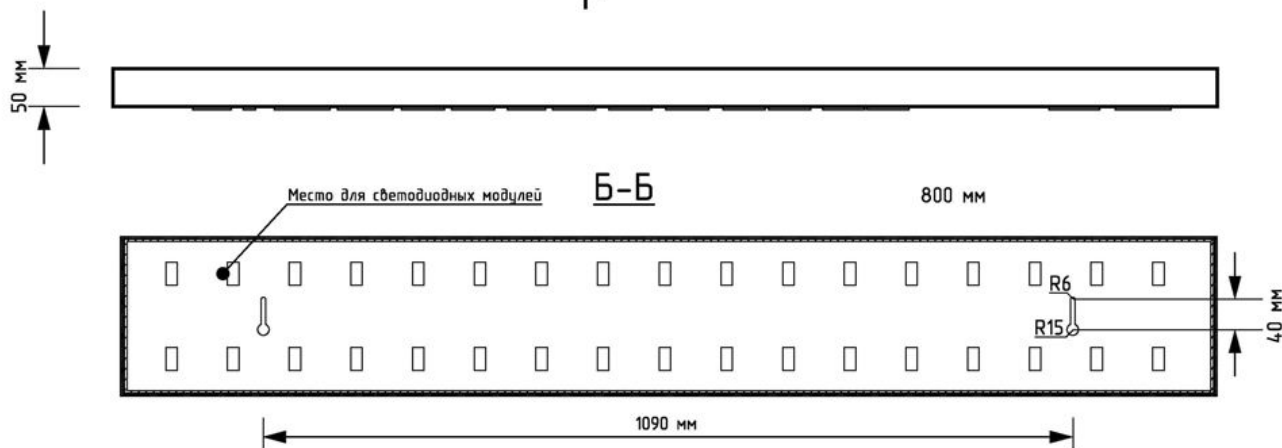 50 мм
Место для светодиодных модулей
Б-Б
800 мм
R6
R15
40 мм
1090 мм